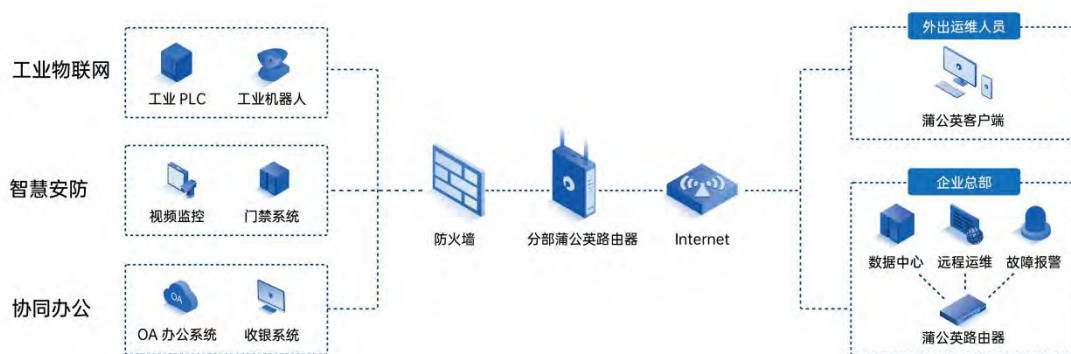 工业物联网
工业 PLC
工业机器人
智慧安防
视频监控
门禁系统
协同办公
OA
OA 办公系统
收银系统
防火墙
分部蒲公英路由器
Internet
外出运维人员
蒲公英客户端
企业总部
数据中心
远程运维
故障报警
蒲公英路由器